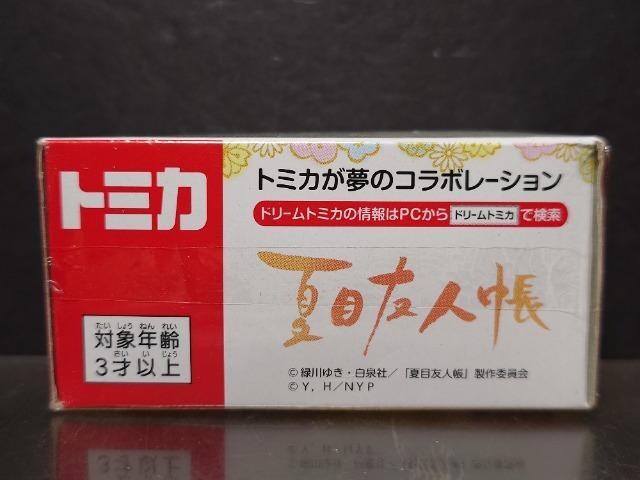 トミカ
トミカが夢のコラボレーション
ドリームトミカの情報はPCから ドリームトミカ で検索
夏目友人帳
たいしょうねんれい
対象年齢
さいいじょう
3才以上
©緑川ゆき・白泉社／「夏目友人帳」製作委員会
©Y, H／NYP